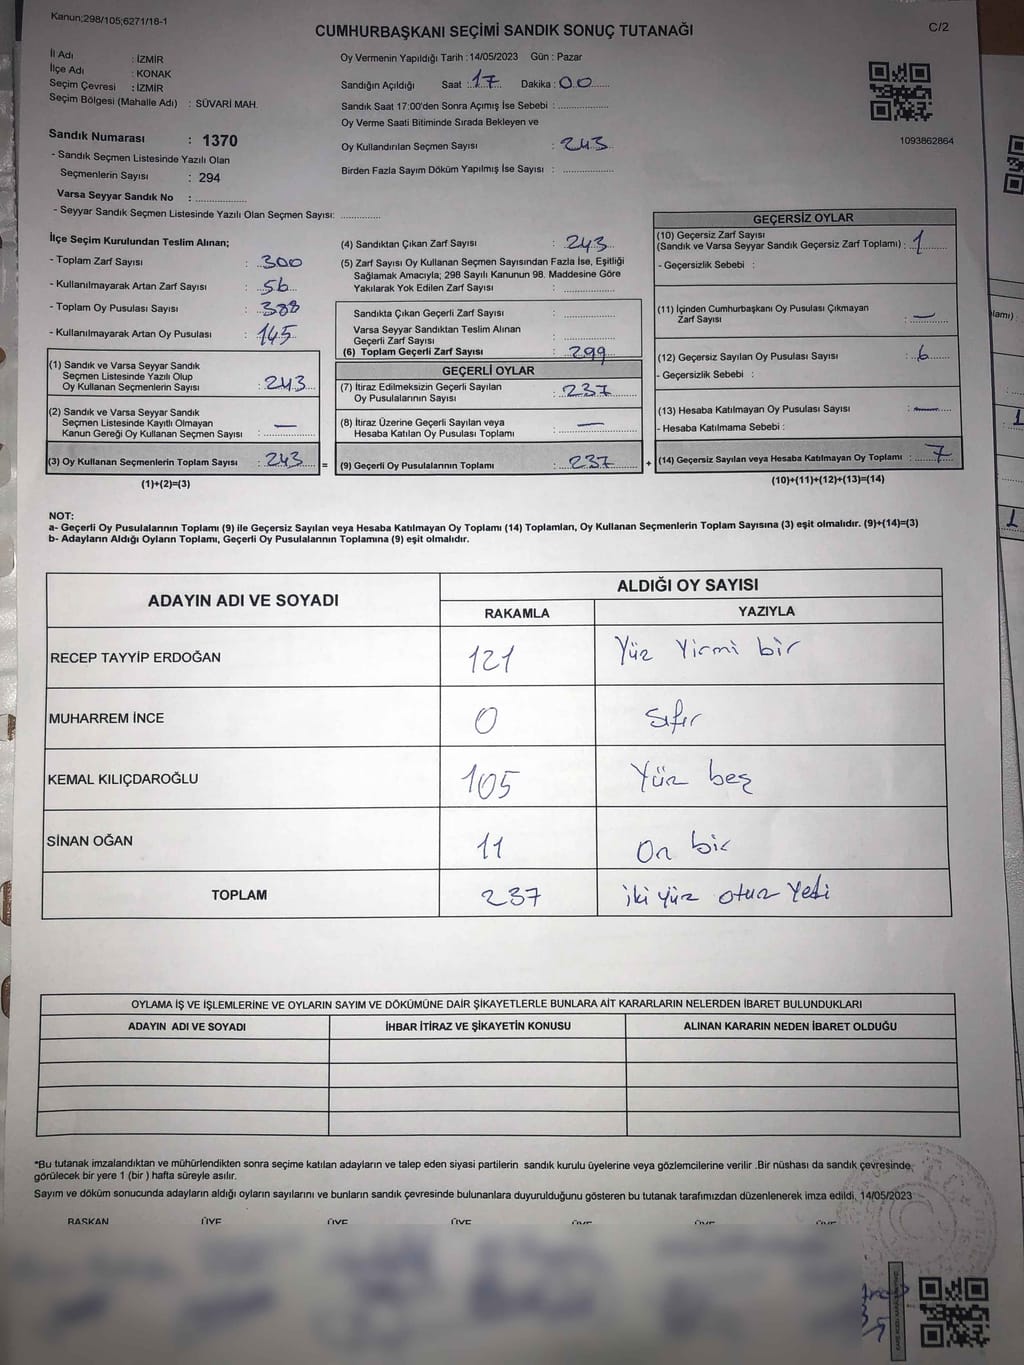 Kanun;298/105;6271/18-1
CUMHURBAŞKANI SEÇİMİ SANDIK SONUÇ TUTANAĞI
C/2
İl Adı : İZMİR
İlçe Adı : KONAK
Seçim Çevresi : İZMİR
Seçim Bölgesi (Mahalle Adı) : SÜVARİ MAH.
Oy Vermenin Yapıldığı Tarih :14/05/2023 Gün : Pazar
Sandığın Açıldığı Saat :..17... Dakika :00......
Sandık Saat 17:00'den Sonra Açımış İse Sebebi :..................
Oy Verme Saati Bitiminde Sırada Bekleyen ve
Oy Kullandırılan Seçmen Sayısı : 243
Birden Fazla Sayım Döküm Yapılmış İse Sayısı : ..................
1093862864
Sandık Numarası : 1370
- Sandık Seçmen Listesinde Yazılı Olan
Seçmenlerin Sayısı : 294
Varsa Seyyar Sandık No : ..................
- Seyyar Sandık Seçmen Listesinde Yazılı Olan Seçmen Sayısı: ..............
İlçe Seçim Kurulundan Teslim Alınan;
- Toplam Zarf Sayısı : 300
- Kullanılmayarak Artan Zarf Sayısı : 56
- Toplam Oy Pusulası Sayısı : 388
- Kullanılmayarak Artan Oy Pusulası : 145
(1) Sandık ve Varsa Seyyar Sandık
Seçmen Listesinde Yazılı Olup
Oy Kullanan Seçmenlerin Sayısı : 243
(2) Sandık ve Varsa Seyyar Sandık
Seçmen Listesinde Kayıtlı Olmayan
Kanun Gereği Oy Kullanan Seçmen Sayısı : —
(3) Oy Kullanan Seçmenlerin Toplam Sayısı : 243 =
(1)+(2)=(3)
(4) Sandıktan Çıkan Zarf Sayısı : 243
(5) Zarf Sayısı Oy Kullanan Seçmen Sayısından Fazla İse, Eşitliği
Sağlamak Amacıyla; 298 Sayılı Kanunun 98. Maddesine Göre
Yakılarak Yok Edilen Zarf Sayısı : ..................
Sandıkta Çıkan Geçerli Zarf Sayısı : ..................
Varsa Seyyar Sandıktan Teslim Alınan
Geçerli Zarf Sayısı : ..................
(6) Toplam Geçerli Zarf Sayısı : 299
GEÇERLİ OYLAR
(7) İtiraz Edilmeksizin Geçerli Sayılan
Oy Pusulalarının Sayısı : 237
(8) İtiraz Üzerine Geçerli Sayılan veya
Hesaba Katılan Oy Pusulası Toplamı : —
(9) Geçerli Oy Pusulalarının Toplamı : 237 +
GEÇERSİZ OYLAR
(10) Geçersiz Zarf Sayısı
(Sandık ve Varsa Seyyar Sandık Geçersiz Zarf Toplamı) : 1
- Geçersizlik Sebebi :
(11) İçinden Cumhurbaşkanı Oy Pusulası Çıkmayan
Zarf Sayısı : —
(12) Geçersiz Sayılan Oy Pusulası Sayısı : 6
- Geçersizlik Sebebi :
(13) Hesaba Katılmayan Oy Pusulası Sayısı : —
- Hesaba Katılmama Sebebi :
(14) Geçersiz Sayılan veya Hesaba Katılmayan Oy Toplamı : 7
(10)+(11)+(12)+(13)=(14)
NOT:
a- Geçerli Oy Pusulalarının Toplamı (9) ile Geçersiz Sayılan veya Hesaba Katılmayan Oy Toplamı (14) Toplamları, Oy Kullanan Seçmenlerin Toplam Sayısına (3) eşit olmalıdır. (9)+(14)=(3)
b- Adayların Aldığı Oyların Toplamı, Geçerli Oy Pusulalarının Toplamına (9) eşit olmalıdır.
ADAYIN ADI VE SOYADI ALDIĞI OY SAYISI
RAKAMLA YAZIYLA
RECEP TAYYİP ERDOĞAN 121 Yüz Yirmi bir
MUHARREM İNCE 0 Sıfır
KEMAL KILIÇDAROĞLU 105 Yüz beş
SİNAN OĞAN 11 On bir
TOPLAM 237 iki yüz otuz yedi
OYLAMA İŞ VE İŞLEMLERİNE VE OYLARIN SAYIM VE DÖKÜMÜNE DAİR ŞİKAYETLERLE BUNLARA AİT KARARLARIN NELERDEN İBARET BULUNDUKLARI
ADAYIN ADI VE SOYADI İHBAR İTİRAZ VE ŞİKAYETİN KONUSU ALINAN KARARIN NEDEN İBARET OLDUĞU
*Bu tutanak imzalandıktan ve mühürlendikten sonra seçime katılan adayların ve talep eden siyasi partilerin sandık kurulu üyelerine veya gözlemcilerine verilir .Bir nüshası da sandık çevresinde,
görülecek bir yere 1 (bir ) hafta süreyle asılır.
Sayım ve döküm sonucunda adayların aldığı oyların sayılarını ve bunların sandık çevresinde bulunanlara duyurulduğunu gösteren bu tutanak tarafımızdan düzenlenerek imza edildi. 14/05/2023
BAŞKAN ÜYE ÜYE ÜYE ÜYE ÜYE ÜYE